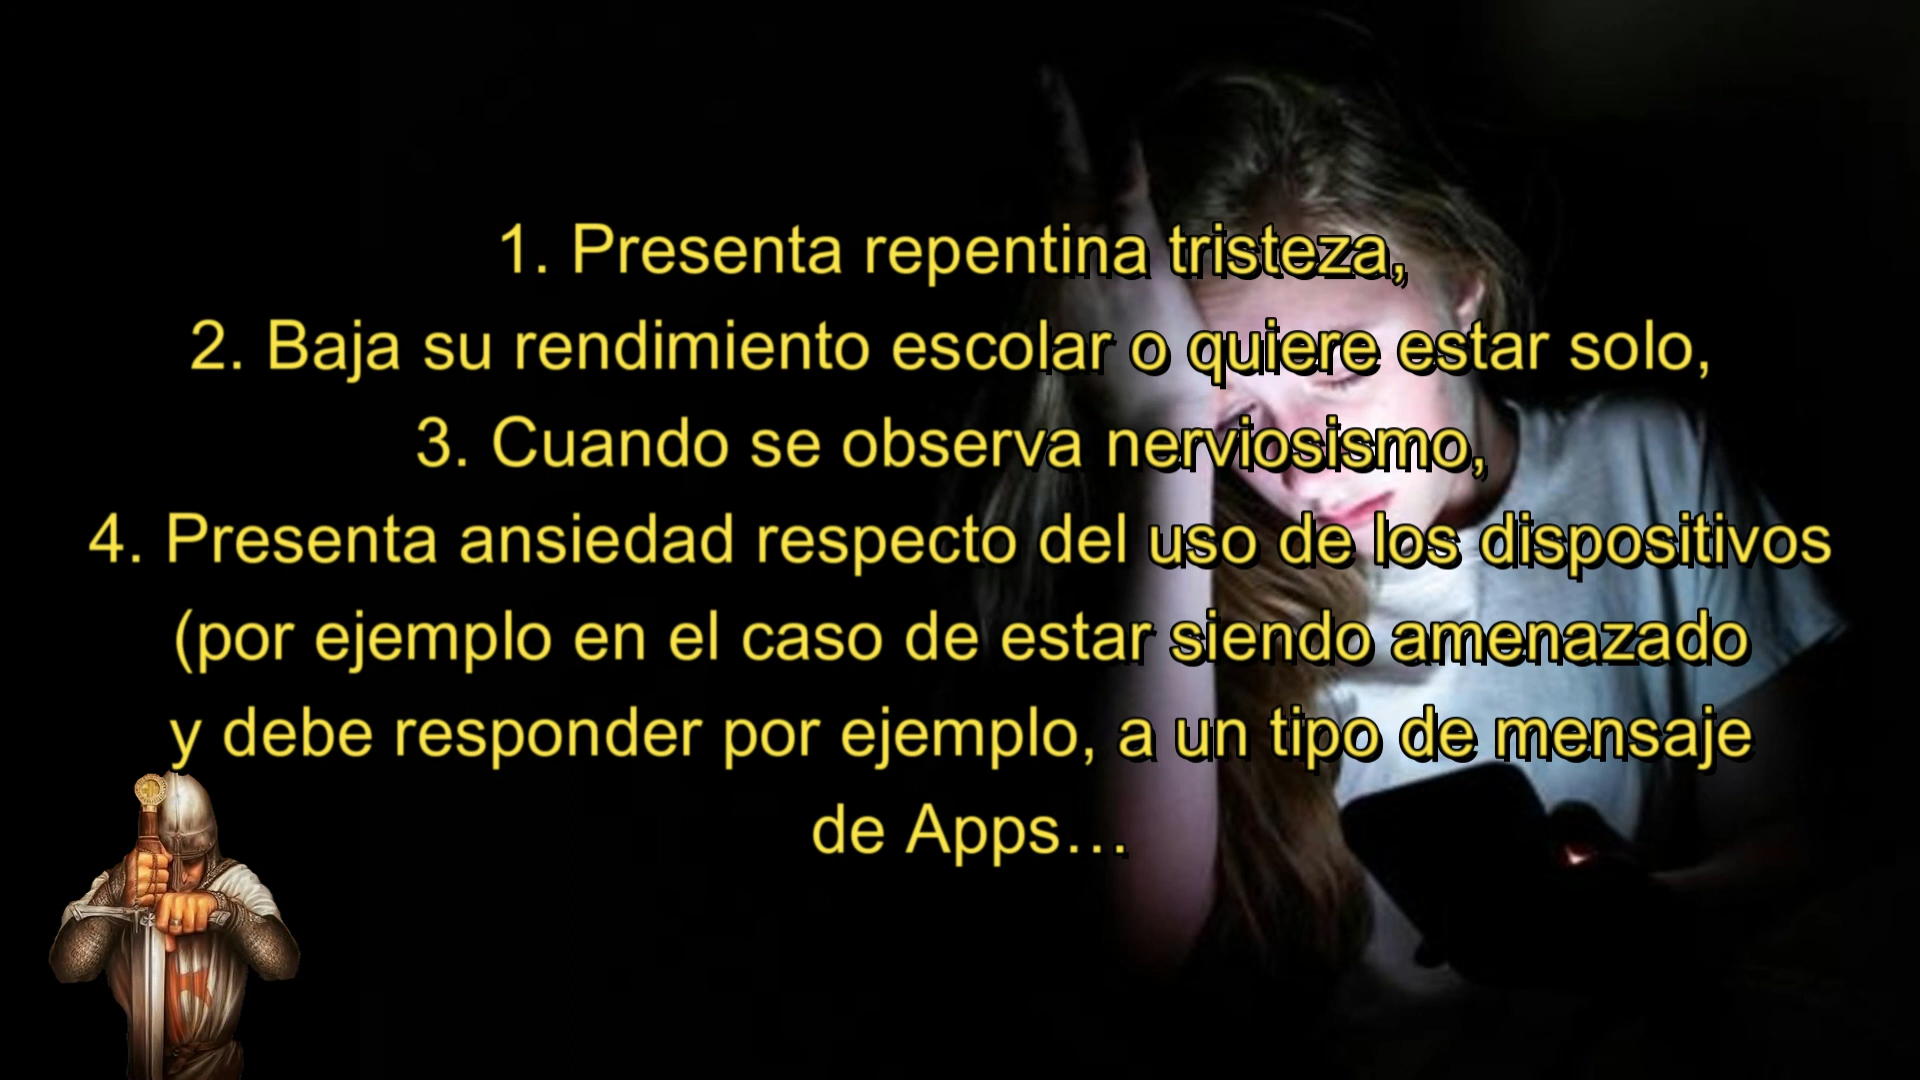 1. Presenta repentina tristeza,
2. Baja su rendimiento escolar o quiere estar solo,
3. Cuando se observa nerviosismo,
4. Presenta ansiedad respecto del uso de los dispositivos
(por ejemplo en el caso de estar siendo amenazado
y debe responder por ejemplo, a un tipo de mensaje
de Apps…